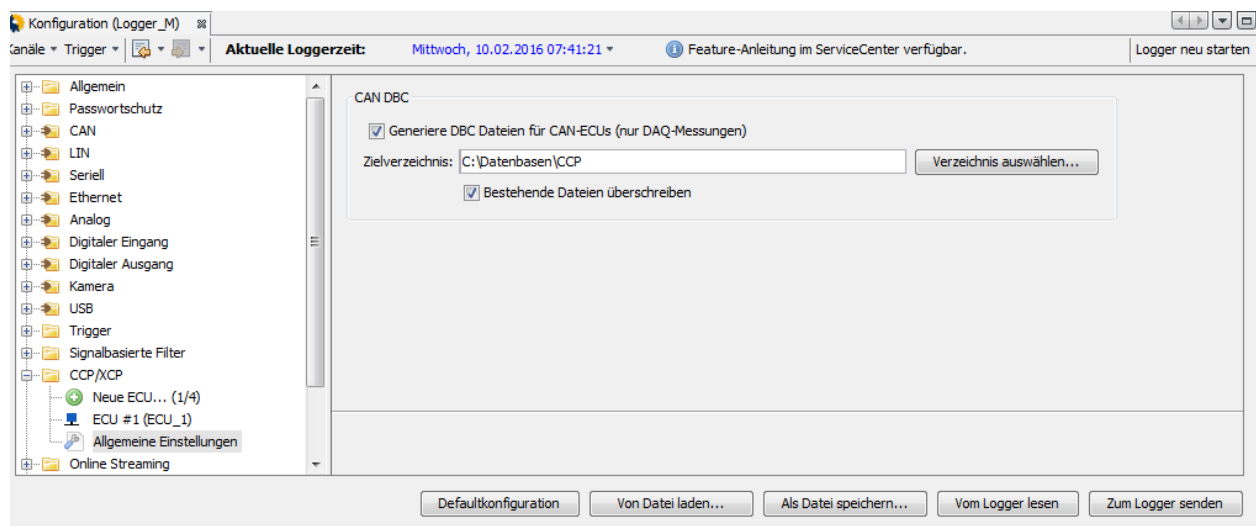 Konfiguration (Logger_M)
Kanäle Trigger Aktuelle Loggerzeit: Mittwoch, 10.02.2016 07:41:21 Feature-Anleitung im ServiceCenter verfügbar. Logger neu starten
Allgemein
Passwortschutz
CAN
LIN
Seriell
Ethernet
Analog
Digitaler Eingang
Digitaler Ausgang
Kamera
USB
Trigger
Signalbasierte Filter
CCP/XCP
Neue ECU... (1/4)
ECU #1 (ECU_1)
Allgemeine Einstellungen
Online Streaming
CAN DBC
Generiere DBC Dateien für CAN-ECUs (nur DAQ-Messungen)
Zielverzeichnis: C:\Datenbasen\CCP Verzeichnis auswählen...
Bestehende Dateien überschreiben
Defaultkonfiguration Von Datei laden... Als Datei speichern... Vom Logger lesen Zum Logger senden